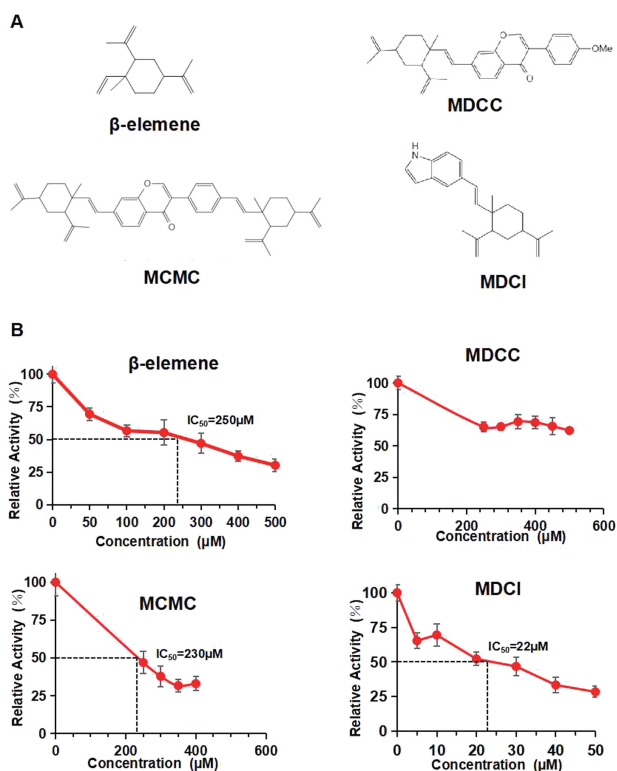 A
O
O
OMe
β-elemene
MDCC
O
O
H
N
MCMC
MDCI
B
β-elemene
Relative Activity (%)
100
75
50
25
0
IC50=250μM
0 50 100 200 300 400 500
Concentration (μM)
MDCC
Relative Activity (%)
100
75
50
25
0
0 200 400 600
Concentration (μM)
MCMC
Relative Activity (%)
100
75
50
25
0
IC50=230μM
0 200 400 600
Concentration (μM)
MDCI
Relative Activity (%)
100
75
50
25
0
IC50=22μM
0 10 20 30 40 50
Concentration (μM)